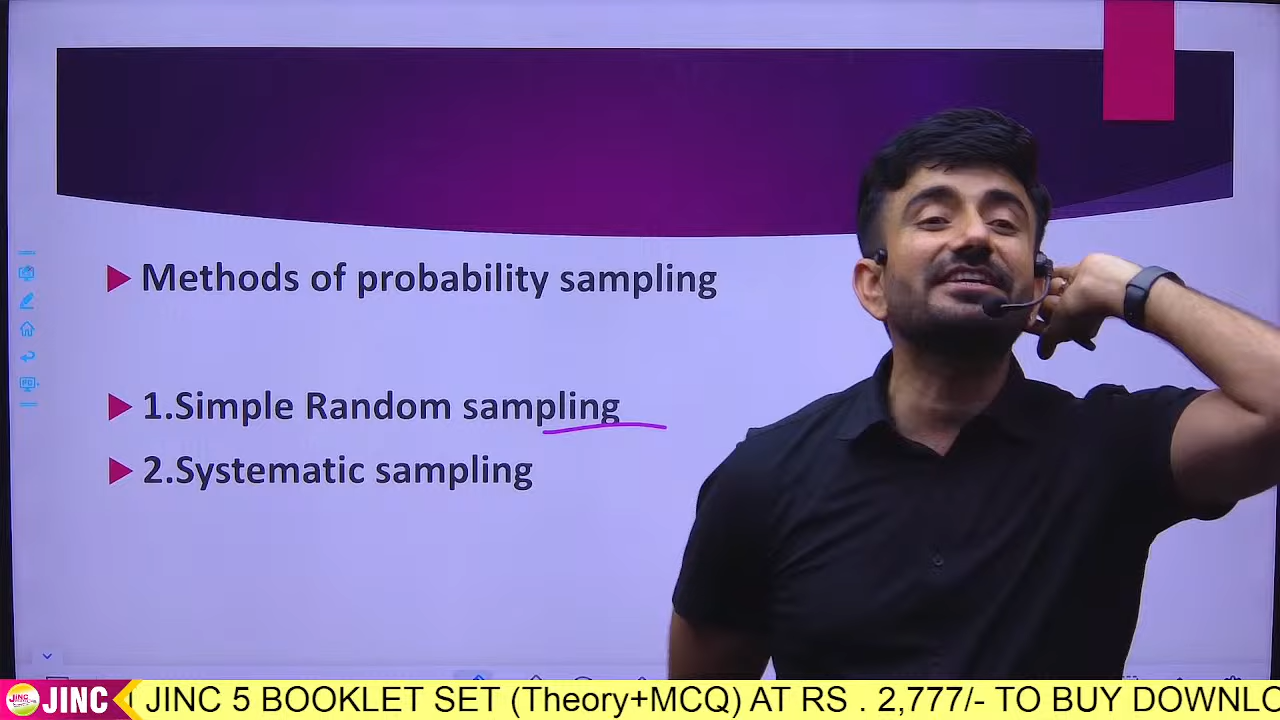 Methods of probability sampling
1.Simple Random sampling
2.Systematic sampling
JINC JINC 5 BOOKLET SET (Theory+MCQ) AT RS . 2,777/- TO BUY